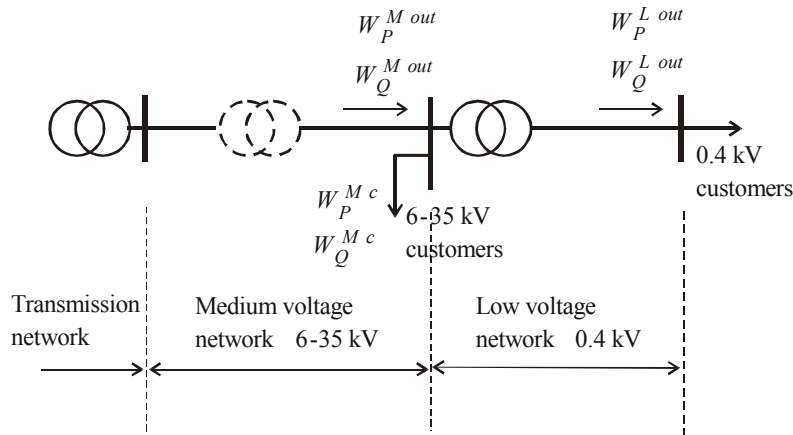 W_P^{M out}
W_Q^{M out}
W_P^{L out}
W_Q^{L out}
0.4 kV
customers
W_P^{M c}
W_Q^{M c}
6-35 kV
customers
Transmission
network
Medium voltage
network 6-35 kV
Low voltage
network 0.4 kV